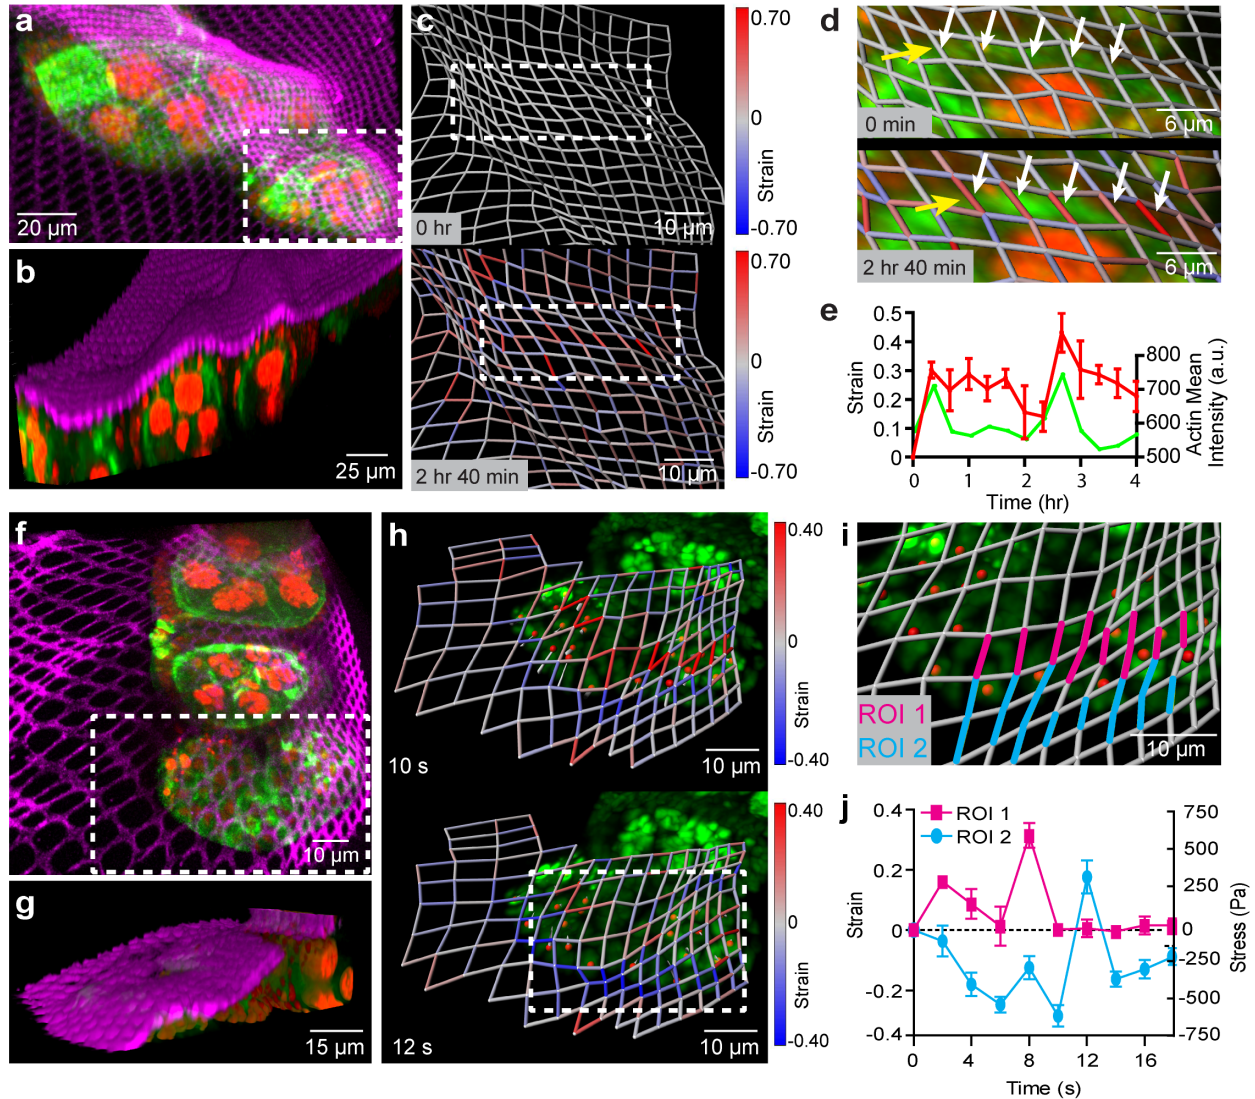 a
20 µm
b
25 µm
c
0 hr
10 µm
0.70
0
-0.70
Strain
2 hr 40 min
10 µm
0.70
0
-0.70
Strain
d
0 min
6 µm
2 hr 40 min
6 µm
e
0.5
0.4
0.3
0.2
0.1
0
Strain
800
700
600
500
Actin Mean
Intensity (a.u.)
0 1 2 3 4
Time (hr)
f
10 µm
g
15 µm
h
10 s
10 µm
0.40
0
-0.40
Strain
12 s
10 µm
0.40
0
-0.40
Strain
i
ROI 1
ROI 2
10 µm
j
ROI 1
ROI 2
0.4
0.2
0
-0.2
-0.4
Strain
750
500
250
0
-250
-500
-750
Stress (Pa)
0 4 8 12 16
Time (s)